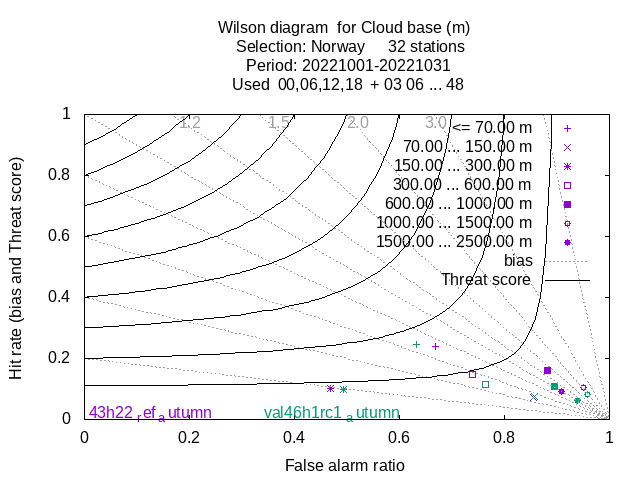 Wilson diagram  for Cloud base (m)
Selection: Norway     32 stations
Period: 20221001-20221031
Used  00,06,12,18  + 03 06 ... 48
1.2 1.5 2.0 3.0
<= 70.00 m
70.00 ... 150.00 m
150.00 ... 300.00 m
300.00 ... 600.00 m
600.00 ... 1000.00 m
1000.00 ... 1500.00 m
1500.00 ... 2500.00 m
bias
Threat score
Hit rate (bias and Threat score)
1
0.8
0.6
0.4
0.2
0
43h22_ref_autumn val46h1rc1_autumn
0 0.2 0.4 0.6 0.8 1
False alarm ratio